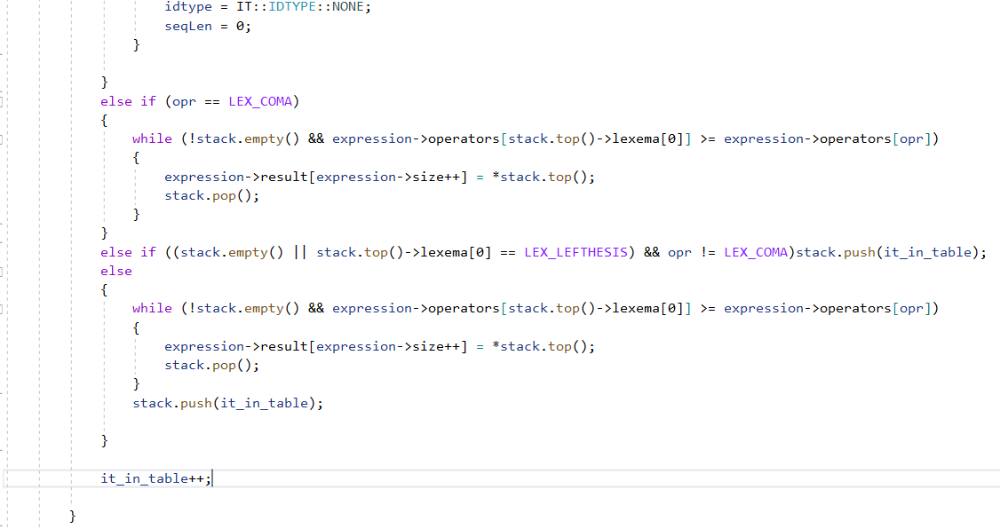 idtype = IT::IDTYPE::NONE;
seqLen = 0;
}
}
else if (opr == LEX_COMA)
{
while (!stack.empty() && expression->operators[stack.top()->lexema[0]] >= expression->operators[opr])
{
expression->result[expression->size++] = *stack.top();
stack.pop();
}
}
else if ((stack.empty() || stack.top()->lexema[0] == LEX_LEFTHESIS) && opr != LEX_COMA)stack.push(it_in_table);
else
{
while (!stack.empty() && expression->operators[stack.top()->lexema[0]] >= expression->operators[opr])
{
expression->result[expression->size++] = *stack.top();
stack.pop();
}
stack.push(it_in_table);
}
it_in_table++;
}